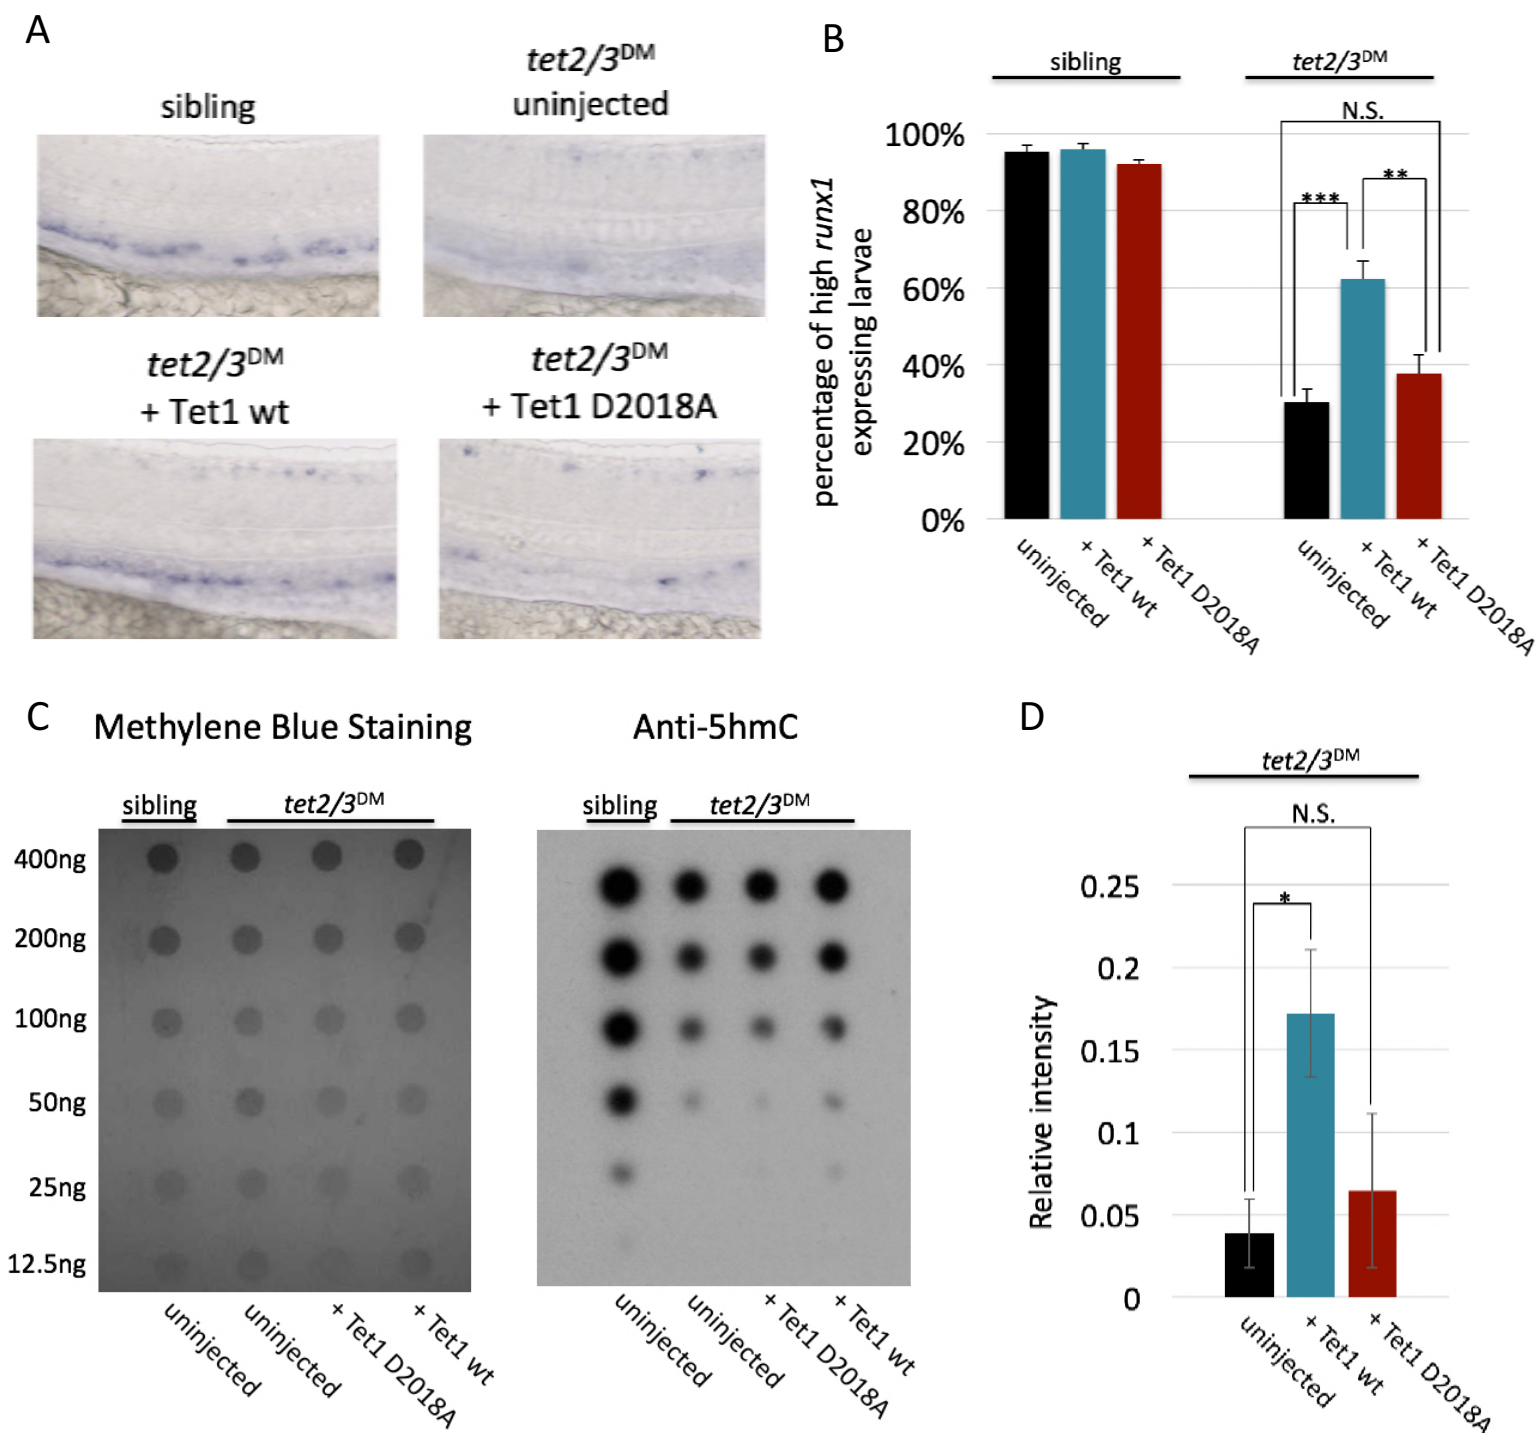 A
sibling
tet2/3DM
uninjected
tet2/3DM
+ Tet1 wt
tet2/3DM
+ Tet1 D2018A
B
sibling
tet2/3DM
N.S.
***
**
percentage of high runx1
expressing larvae
100%
80%
60%
40%
20%
0%
uninjected
+ Tet1 wt
+ Tet1 D2018A
uninjected
+ Tet1 wt
+ Tet1 D2018A
C
Methylene Blue Staining
Anti-5hmC
sibling
tet2/3DM
sibling
tet2/3DM
400ng
200ng
100ng
50ng
25ng
12.5ng
uninjected
uninjected
+ Tet1 D2018A
+ Tet1 wt
uninjected
uninjected
+ Tet1 D2018A
+ Tet1 wt
D
tet2/3DM
N.S.
*
Relative intensity
0.25
0.2
0.15
0.1
0.05
0
uninjected
+ Tet1 wt
+ Tet1 D2018A